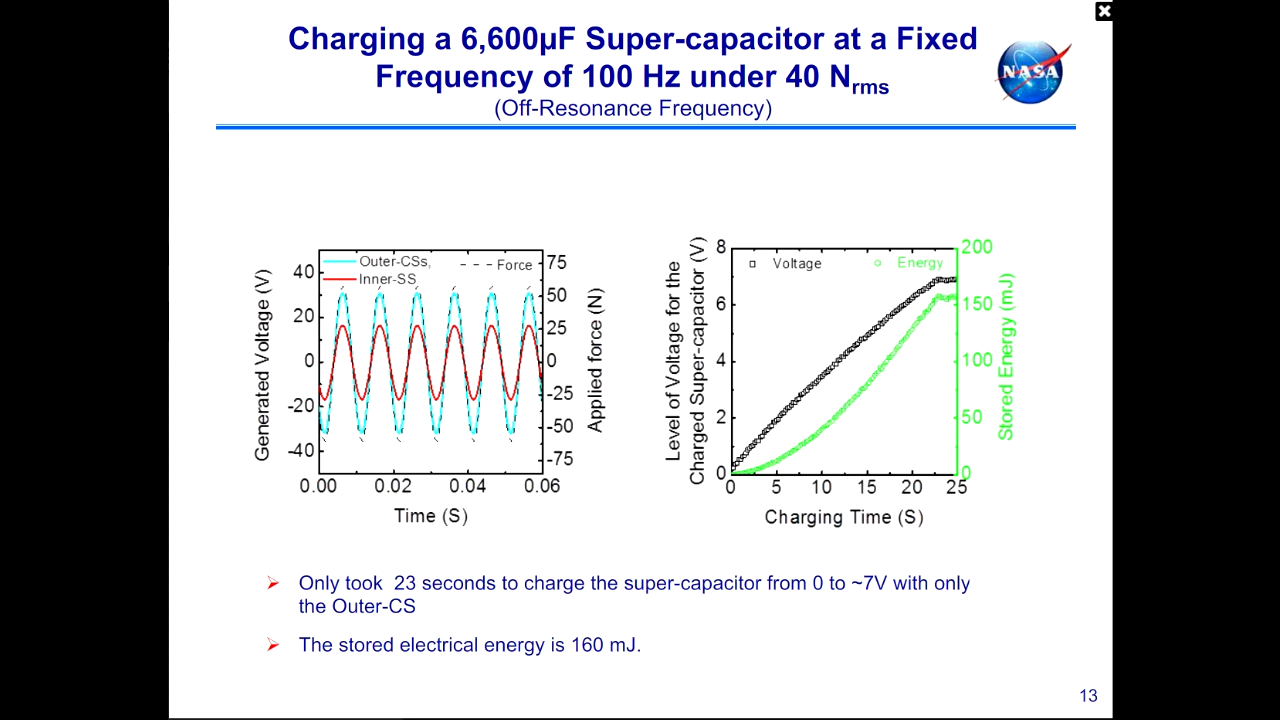 Charging a 6,600µF Super-capacitor at a Fixed
Frequency of 100 Hz under 40 Nrms
(Off-Resonance Frequency)
NASA
Outer-CSs,
Force
Inner-SS
Generated Voltage (V)
40
20
0
-20
-40
75
50
25
0
-25
-50
-75
Applied force (N)
0.00 0.02 0.04 0.06
Time (S)
Level of Voltage for the
Charged Super-capacitor (V)
8
6
4
2
0
Voltage
Energy
200
150
100
50
0
Stored Energy (mJ)
0 5 10 15 20 25
Charging Time (S)
Only took 23 seconds to charge the super-capacitor from 0 to ~7V with only
the Outer-CS
The stored electrical energy is 160 mJ.
13